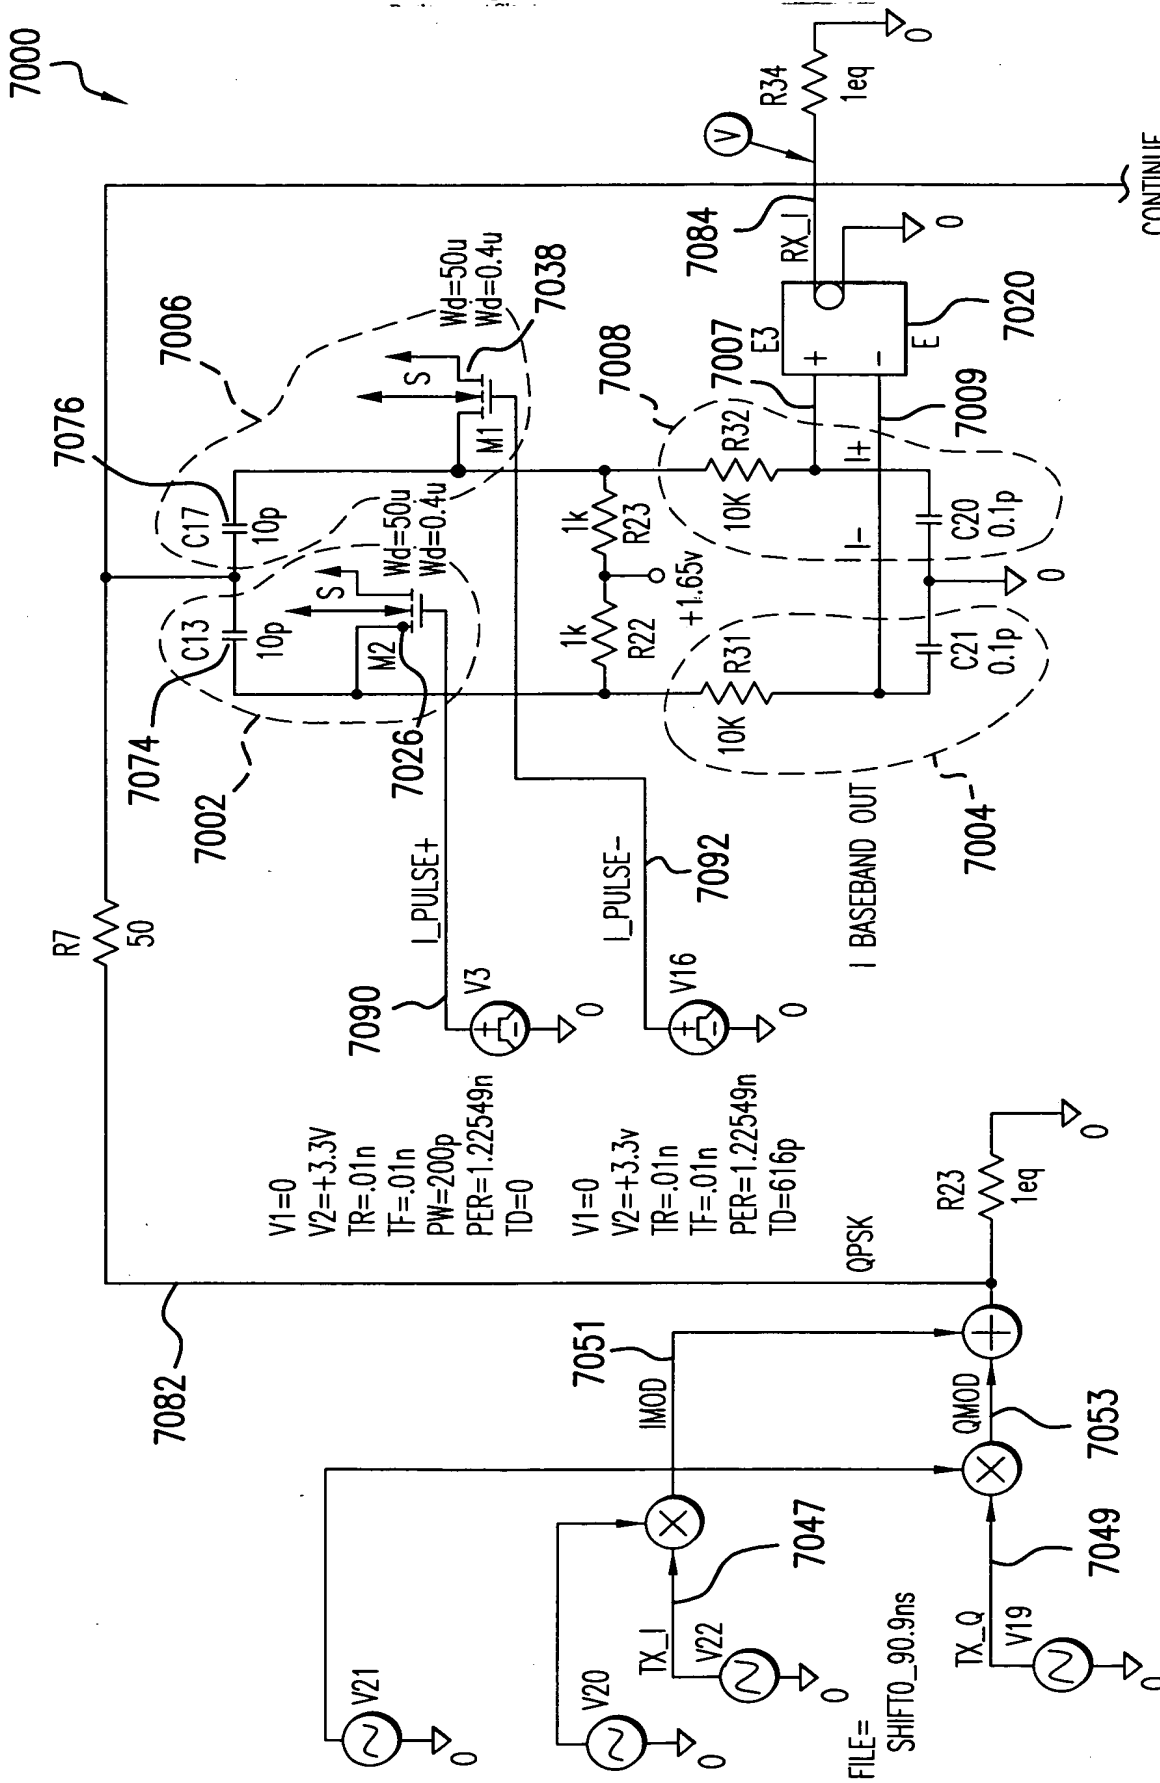 7000
R7
50
7082
7076
7006
7074
7002
C13
10p
C17
10p
Wd=50u
Wd=0.4u
7038
S
M1
Wd=50u
Wd=0.4u
S
M2
7026
I_PULSE+
7090
V3
0
I_PULSE-
7092
V16
0
V1=0
V2=+3.3V
TR=.01n
TF=.01n
PW=200p
PER=1.22549n
TD=0
V1=0
V2=+3.3v
TR=.01n
TF=.01n
PER=1.22549n
TD=616p
1k
R22
1k
R23
+1.65v
7008
7007
7009
10K
R31
10K
R32
I-
I+
C21
0.1p
C20
0.1p
0
7004
I BASEBAND OUT
E3
+
-
E
7020
0
RX_I
7084
V
R34
1eq
0
CONTINUE
V21
0
V20
0
TX_I
V22
0
7047
IMOD
7051
FILE=
SHIFT0_90.9ns
TX_Q
V19
0
7049
QMOD
7053
QPSK
R23
1eq
0